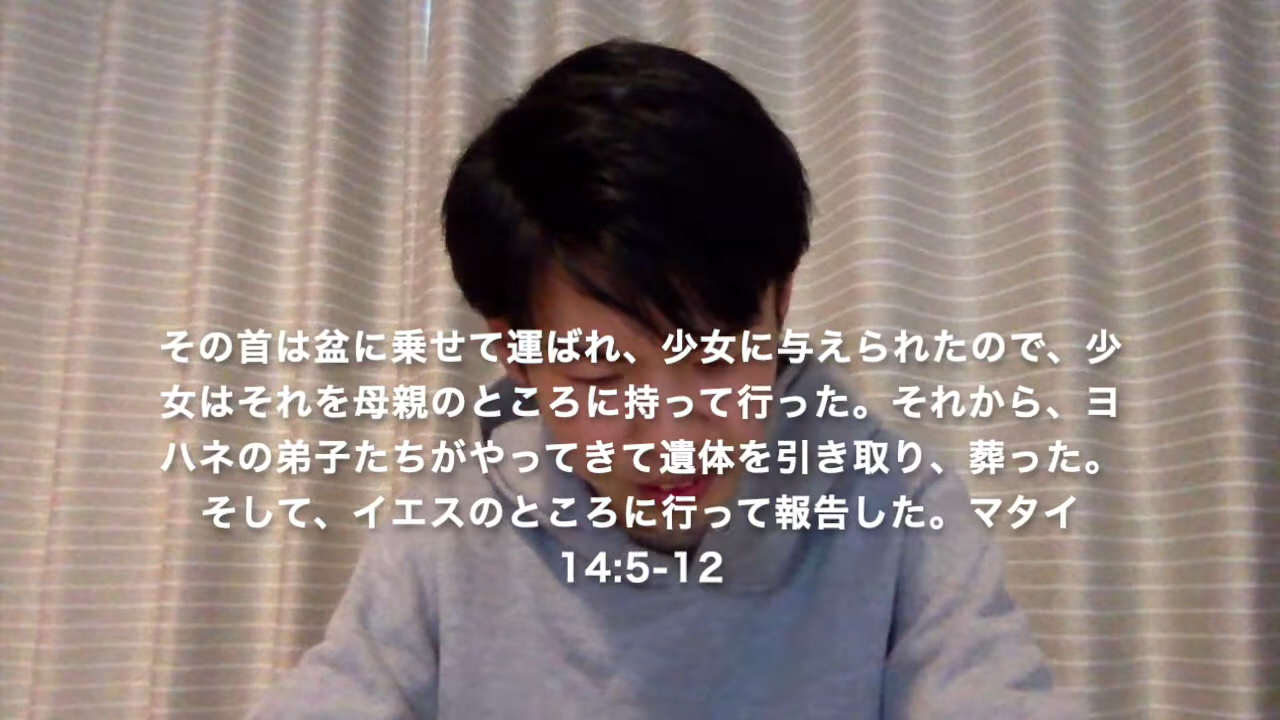 その首は盆に乗せて運ばれ、少女に与えられたので、少
女はそれを母親のところに持って行った。それから、ヨ
ハネの弟子たちがやってきて遺体を引き取り、葬った。
そして、イエスのところに行って報告した。マタイ
14:5-12